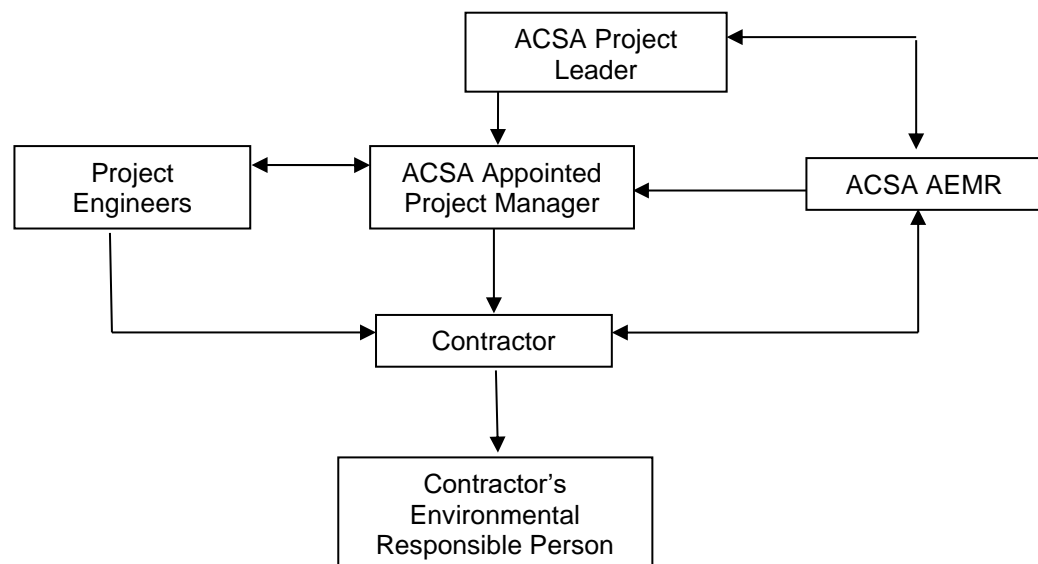 ACSA Project
Leader
Project
Engineers
ACSA Appointed
Project Manager
ACSA AEMR
Contractor
Contractor’s
Environmental
Responsible Person